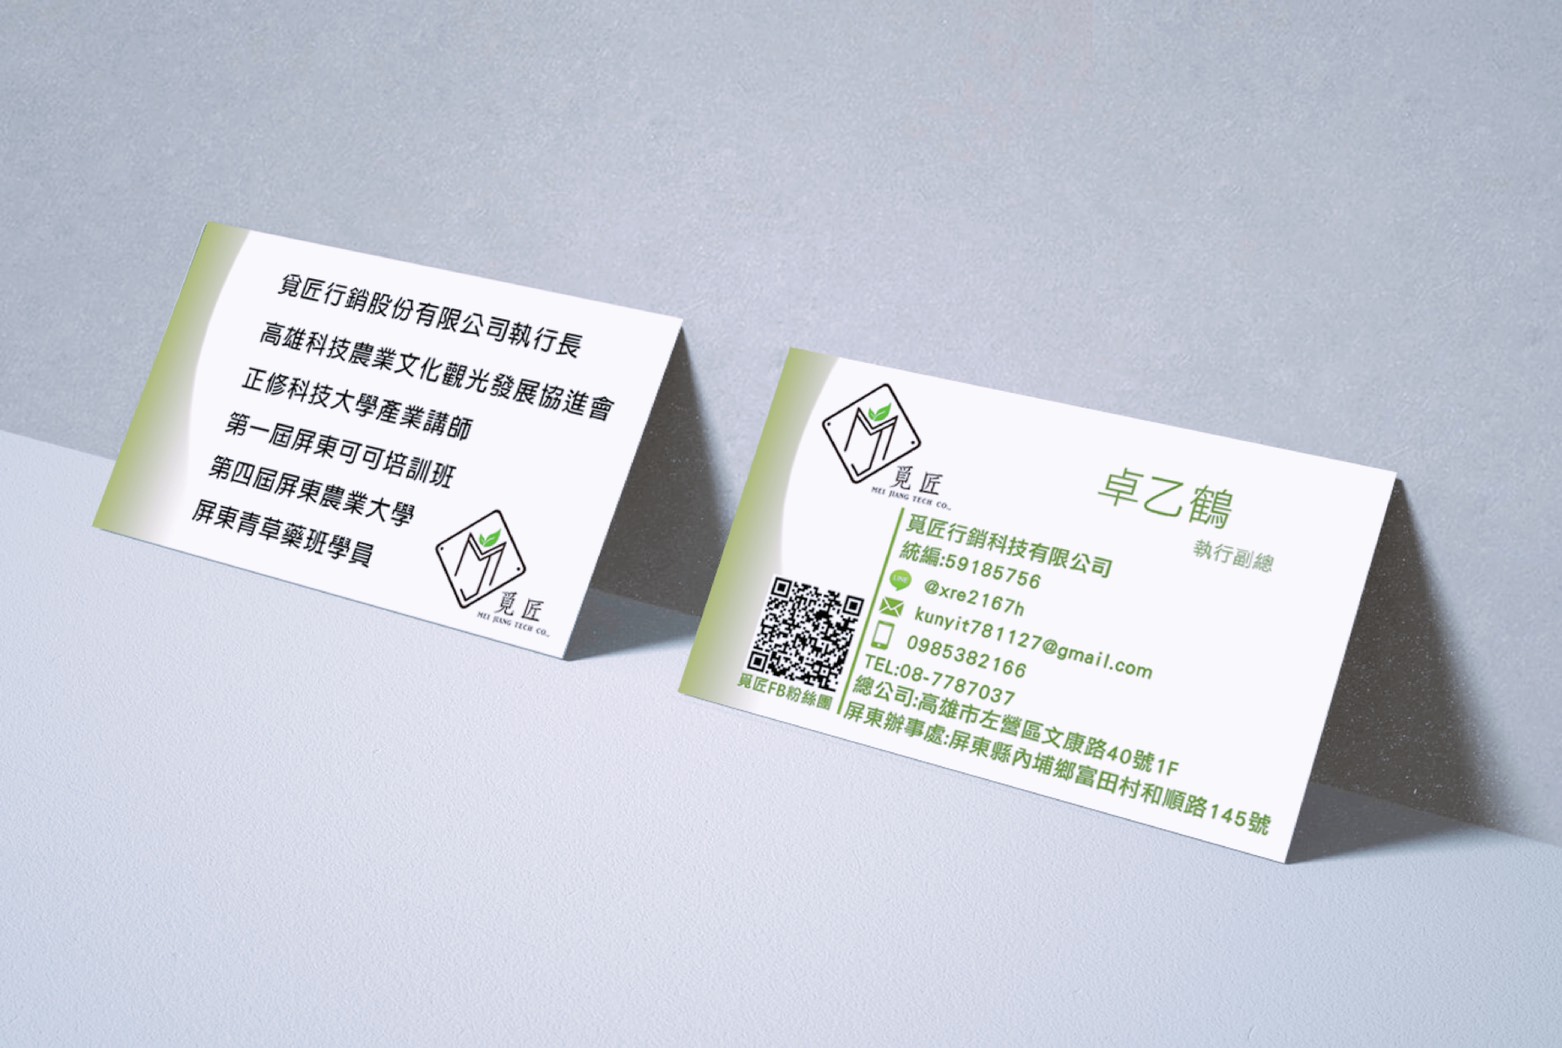 覓匠行銷股份有限公司執行長
高雄科技農業文化觀光發展協進會
正修科技大學產業講師
第一屆屏東可可培訓班
第四屆屏東農業大學
屏東青草藥班學員
覓匠
MEI JIANG TECH CO.,
覓匠
MEI JIANG TECH CO.,
卓乙鶴
執行副總
覓匠行銷科技有限公司
統編:59185756
LINE @xre2167h
kunyit781127@gmail.com
0985382166
TEL:08-7787037
總公司:高雄市左營區文康路40號1F
屏東辦事處:屏東縣內埔鄉富田村和順路145號
覓匠FB粉絲團